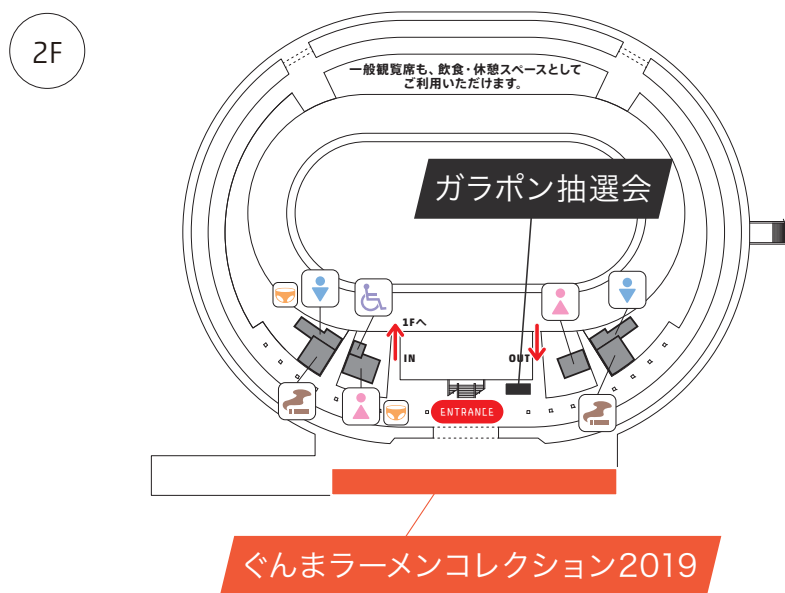 2F
一般観覧席も、飲食・休憩スペースとして
ご利用いただけます。
ガラポン抽選会
1Fへ
IN
OUT
ENTRANCE
ぐんまラーメンコレクション2019